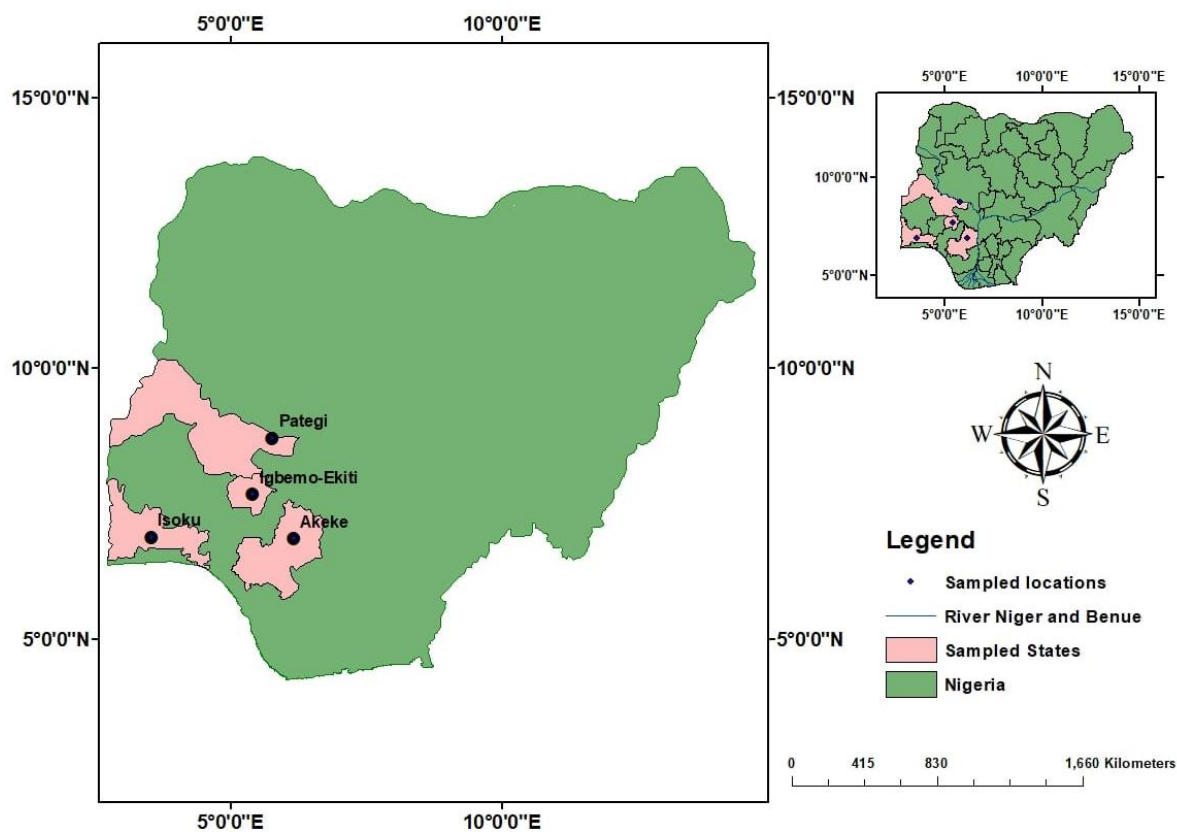 5°0'0"E 10°0'0"E
15°0'0"N
10°0'0"N
5°0'0"N
Pategi
Igbemo-Ekiti
Isoku
Akeke
15°0'0"N
10°0'0"N
5°0'0"N
5°0'0"E 10°0'0"E
5°0'0"E 10°0'0"E 15°0'0"E
10°0'0"N
5°0'0"N
5°0'0"E 10°0'0"E 15°0'0"E
N
W E
S
Legend
Sampled locations
River Niger and Benue
Sampled States
Nigeria
0 415 830 1,660 Kilometers